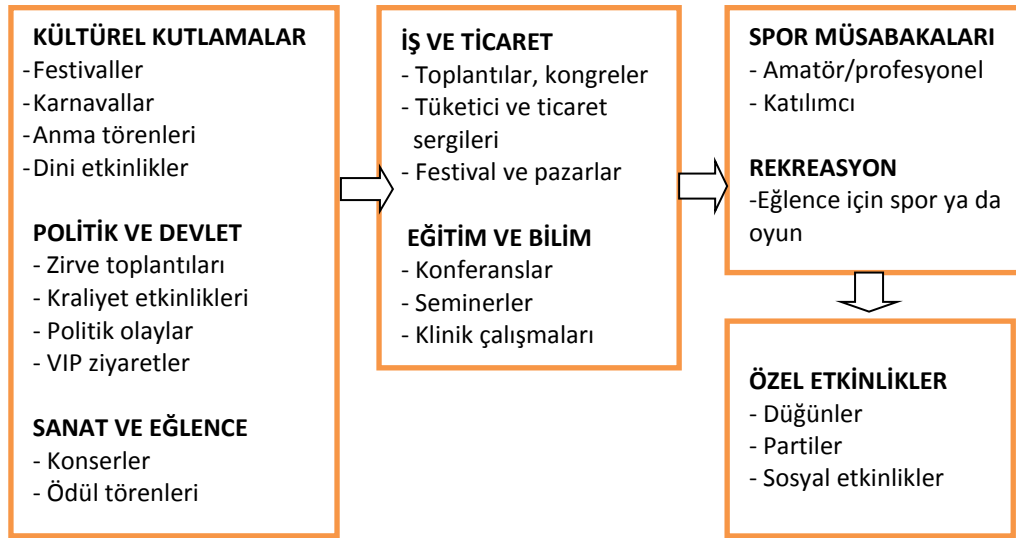 KÜLTÜREL KUTLAMALAR
-Festivaller
-Karnavallar
-Anma törenleri
-Dini etkinlikler
POLİTİK VE DEVLET
- Zirve toplantıları
- Kraliyet etkinlikleri
- Politik olaylar
- VIP ziyaretler
SANAT VE EĞLENCE
- Konserler
- Ödül törenleri
İŞ VE TİCARET
- Toplantılar, kongreler
- Tüketici ve ticaret
sergileri
- Festival ve pazarlar
EĞİTİM VE BİLİM
- Konferanslar
- Seminerler
- Klinik çalışmaları
SPOR MÜSABAKALARI
- Amatör/profesyonel
- Katılımcı
REKREASYON
-Eğlence için spor ya da
oyun
ÖZEL ETKİNLİKLER
- Düğünler
- Partiler
- Sosyal etkinlikler